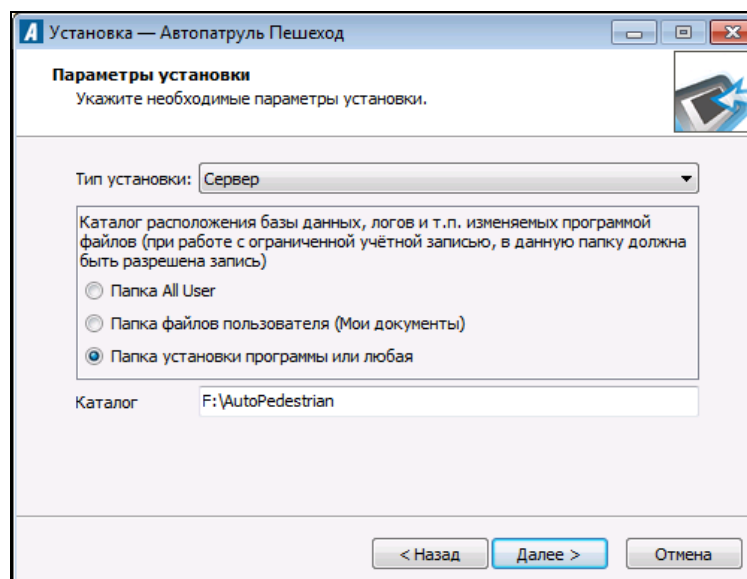 Установка — Автопатруль Пешеход
Параметры установки
Укажите необходимые параметры установки.
Тип установки: Сервер
Каталог расположения базы данных, логов и т.п. изменяемых программой
файлов (при работе с ограниченной учётной записью, в данную папку должна
быть разрешена запись)
Папка All User
Папка файлов пользователя (Мои документы)
Папка установки программы или любая
Каталог F:\AutoPedestrian
< Назад Далее > Отмена